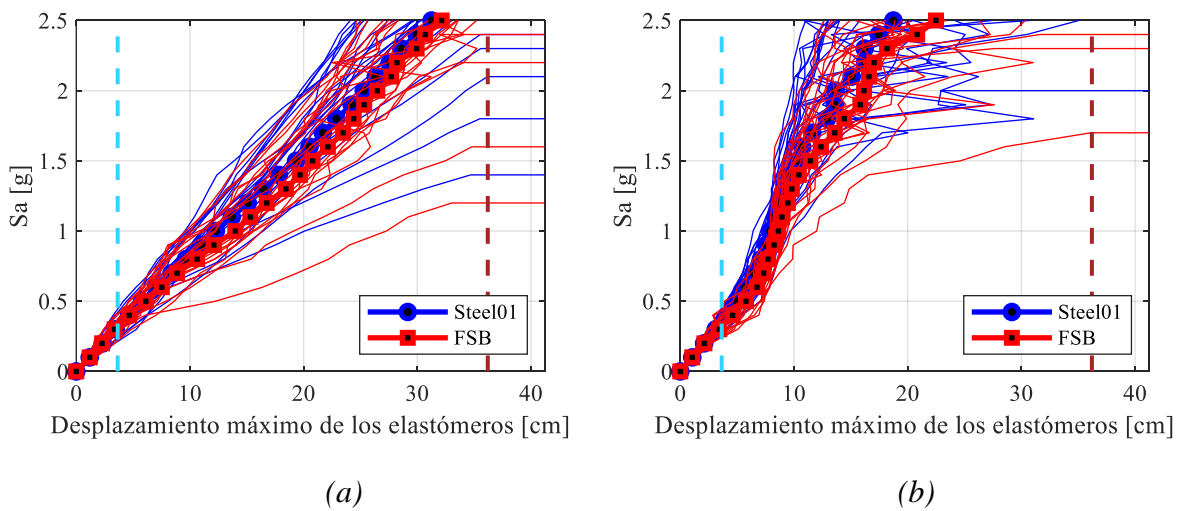 2.5
2
1.5
1
0.5
0
Sa [g]
0 10 20 30 40
Steel01
FSB
Desplazamiento máximo de los elastómeros [cm]
(a)
2.5
2
1.5
1
0.5
0
Sa [g]
0 10 20 30 40
Steel01
FSB
Desplazamiento máximo de los elastómeros [cm]
(b)